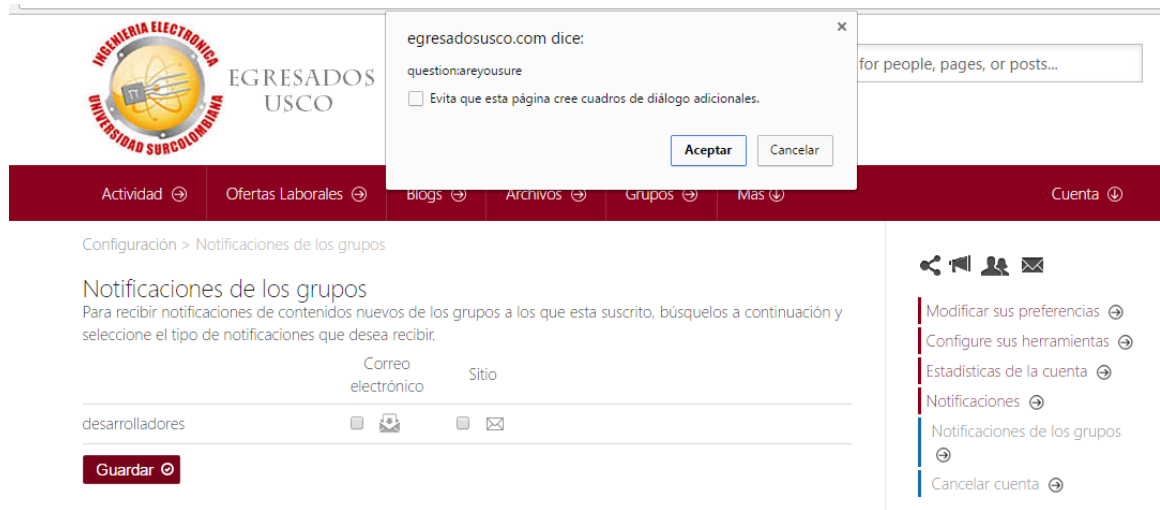 INGENIERIA ELECTRONICA
UNIVERSIDAD SURCOLOMBIANA
EGRESADOS
USCO
egresadosusco.com dice:
question:areyousure
Evita que esta página cree cuadros de diálogo adicionales.
Aceptar Cancelar
for people, pages, or posts...
Actividad Ofertas Laborales Blogs Archivos Grupos Más Cuenta
Configuración > Notificaciones de los grupos
Notificaciones de los grupos
Para recibir notificaciones de contenidos nuevos de los grupos a los que esta suscrito, búsquelos a continuación y
seleccione el tipo de notificaciones que desea recibir.
Correo
electrónico
Sitio
desarrolladores
Guardar
Modificar sus preferencias
Configure sus herramientas
Estadísticas de la cuenta
Notificaciones
Notificaciones de los grupos
Cancelar cuenta